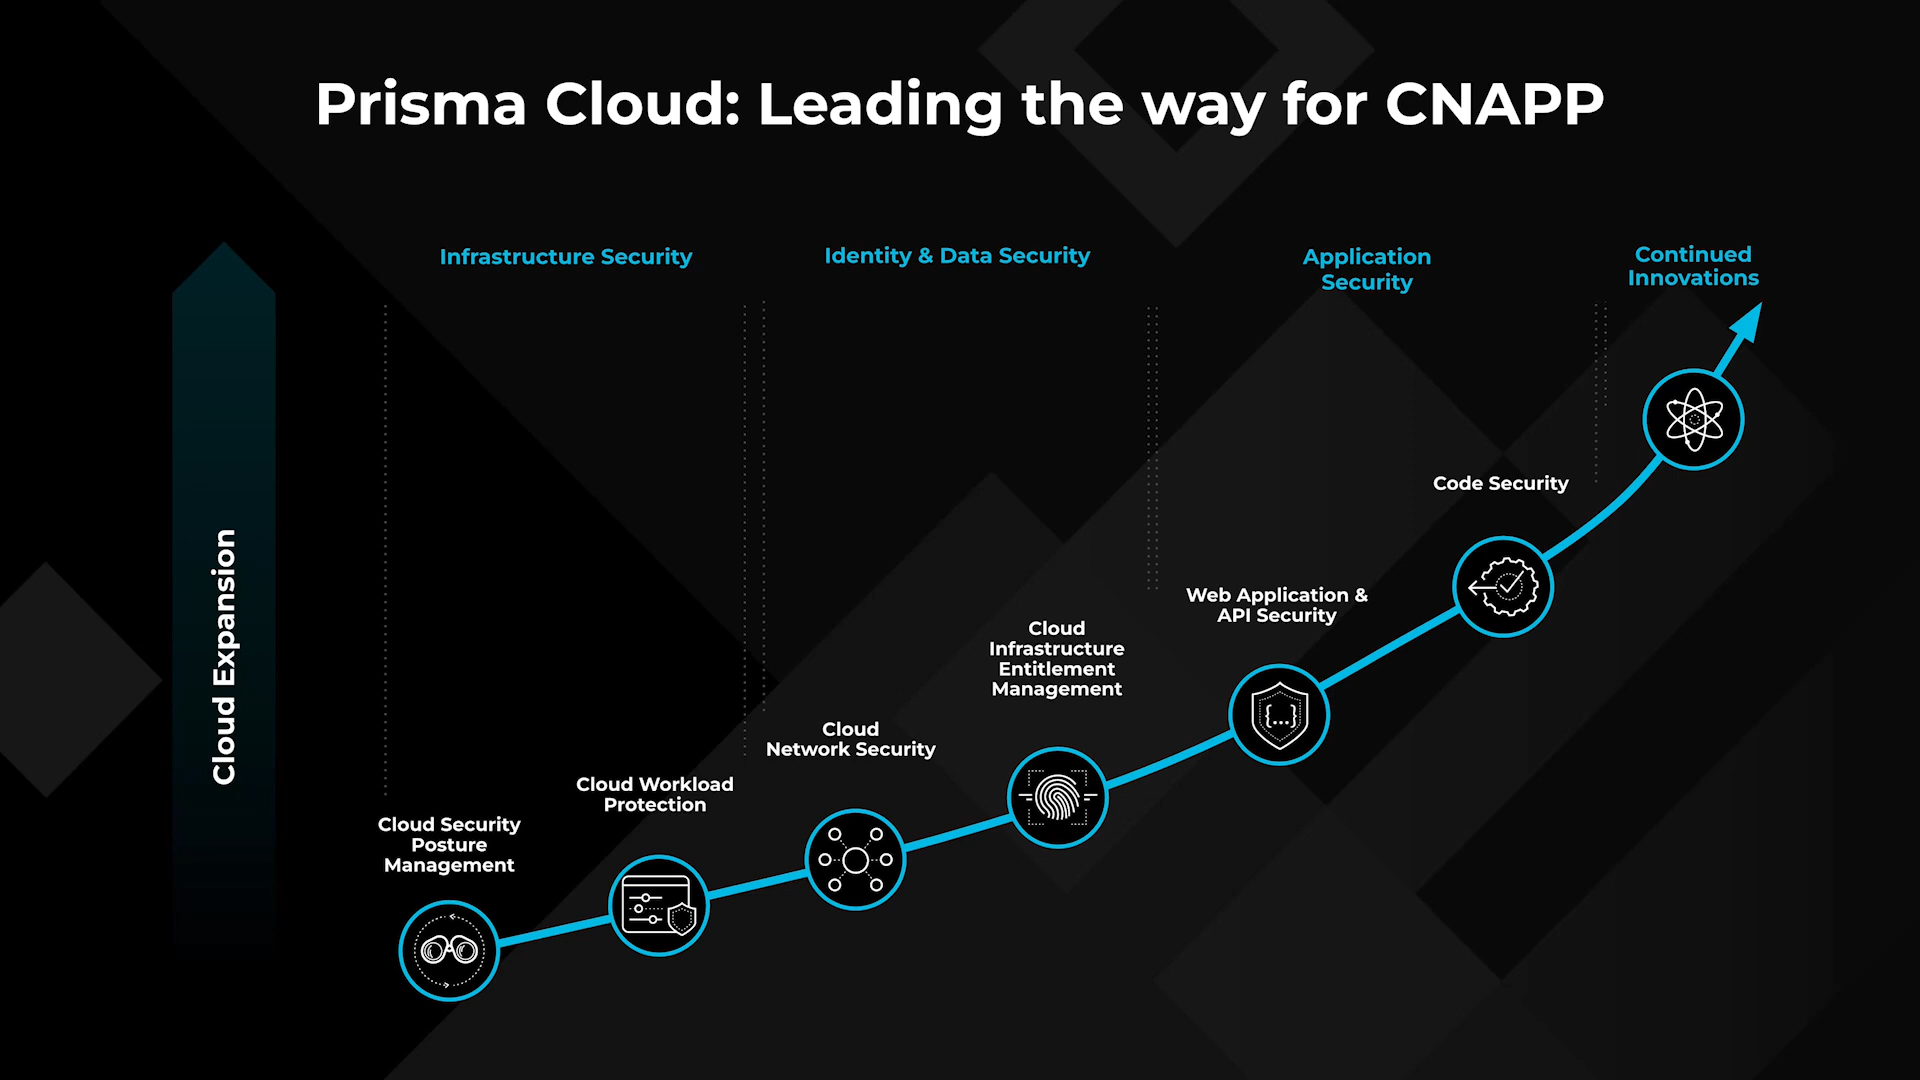 Prisma Cloud: Leading the way for CNAPP
Infrastructure Security
Identity & Data Security
Application
Security
Continued
Innovations
Cloud Expansion
Cloud Security
Posture
Management
Cloud Workload
Protection
Cloud
Network Security
Cloud
Infrastructure
Entitlement
Management
Web Application &
API Security
{...}
Code Security